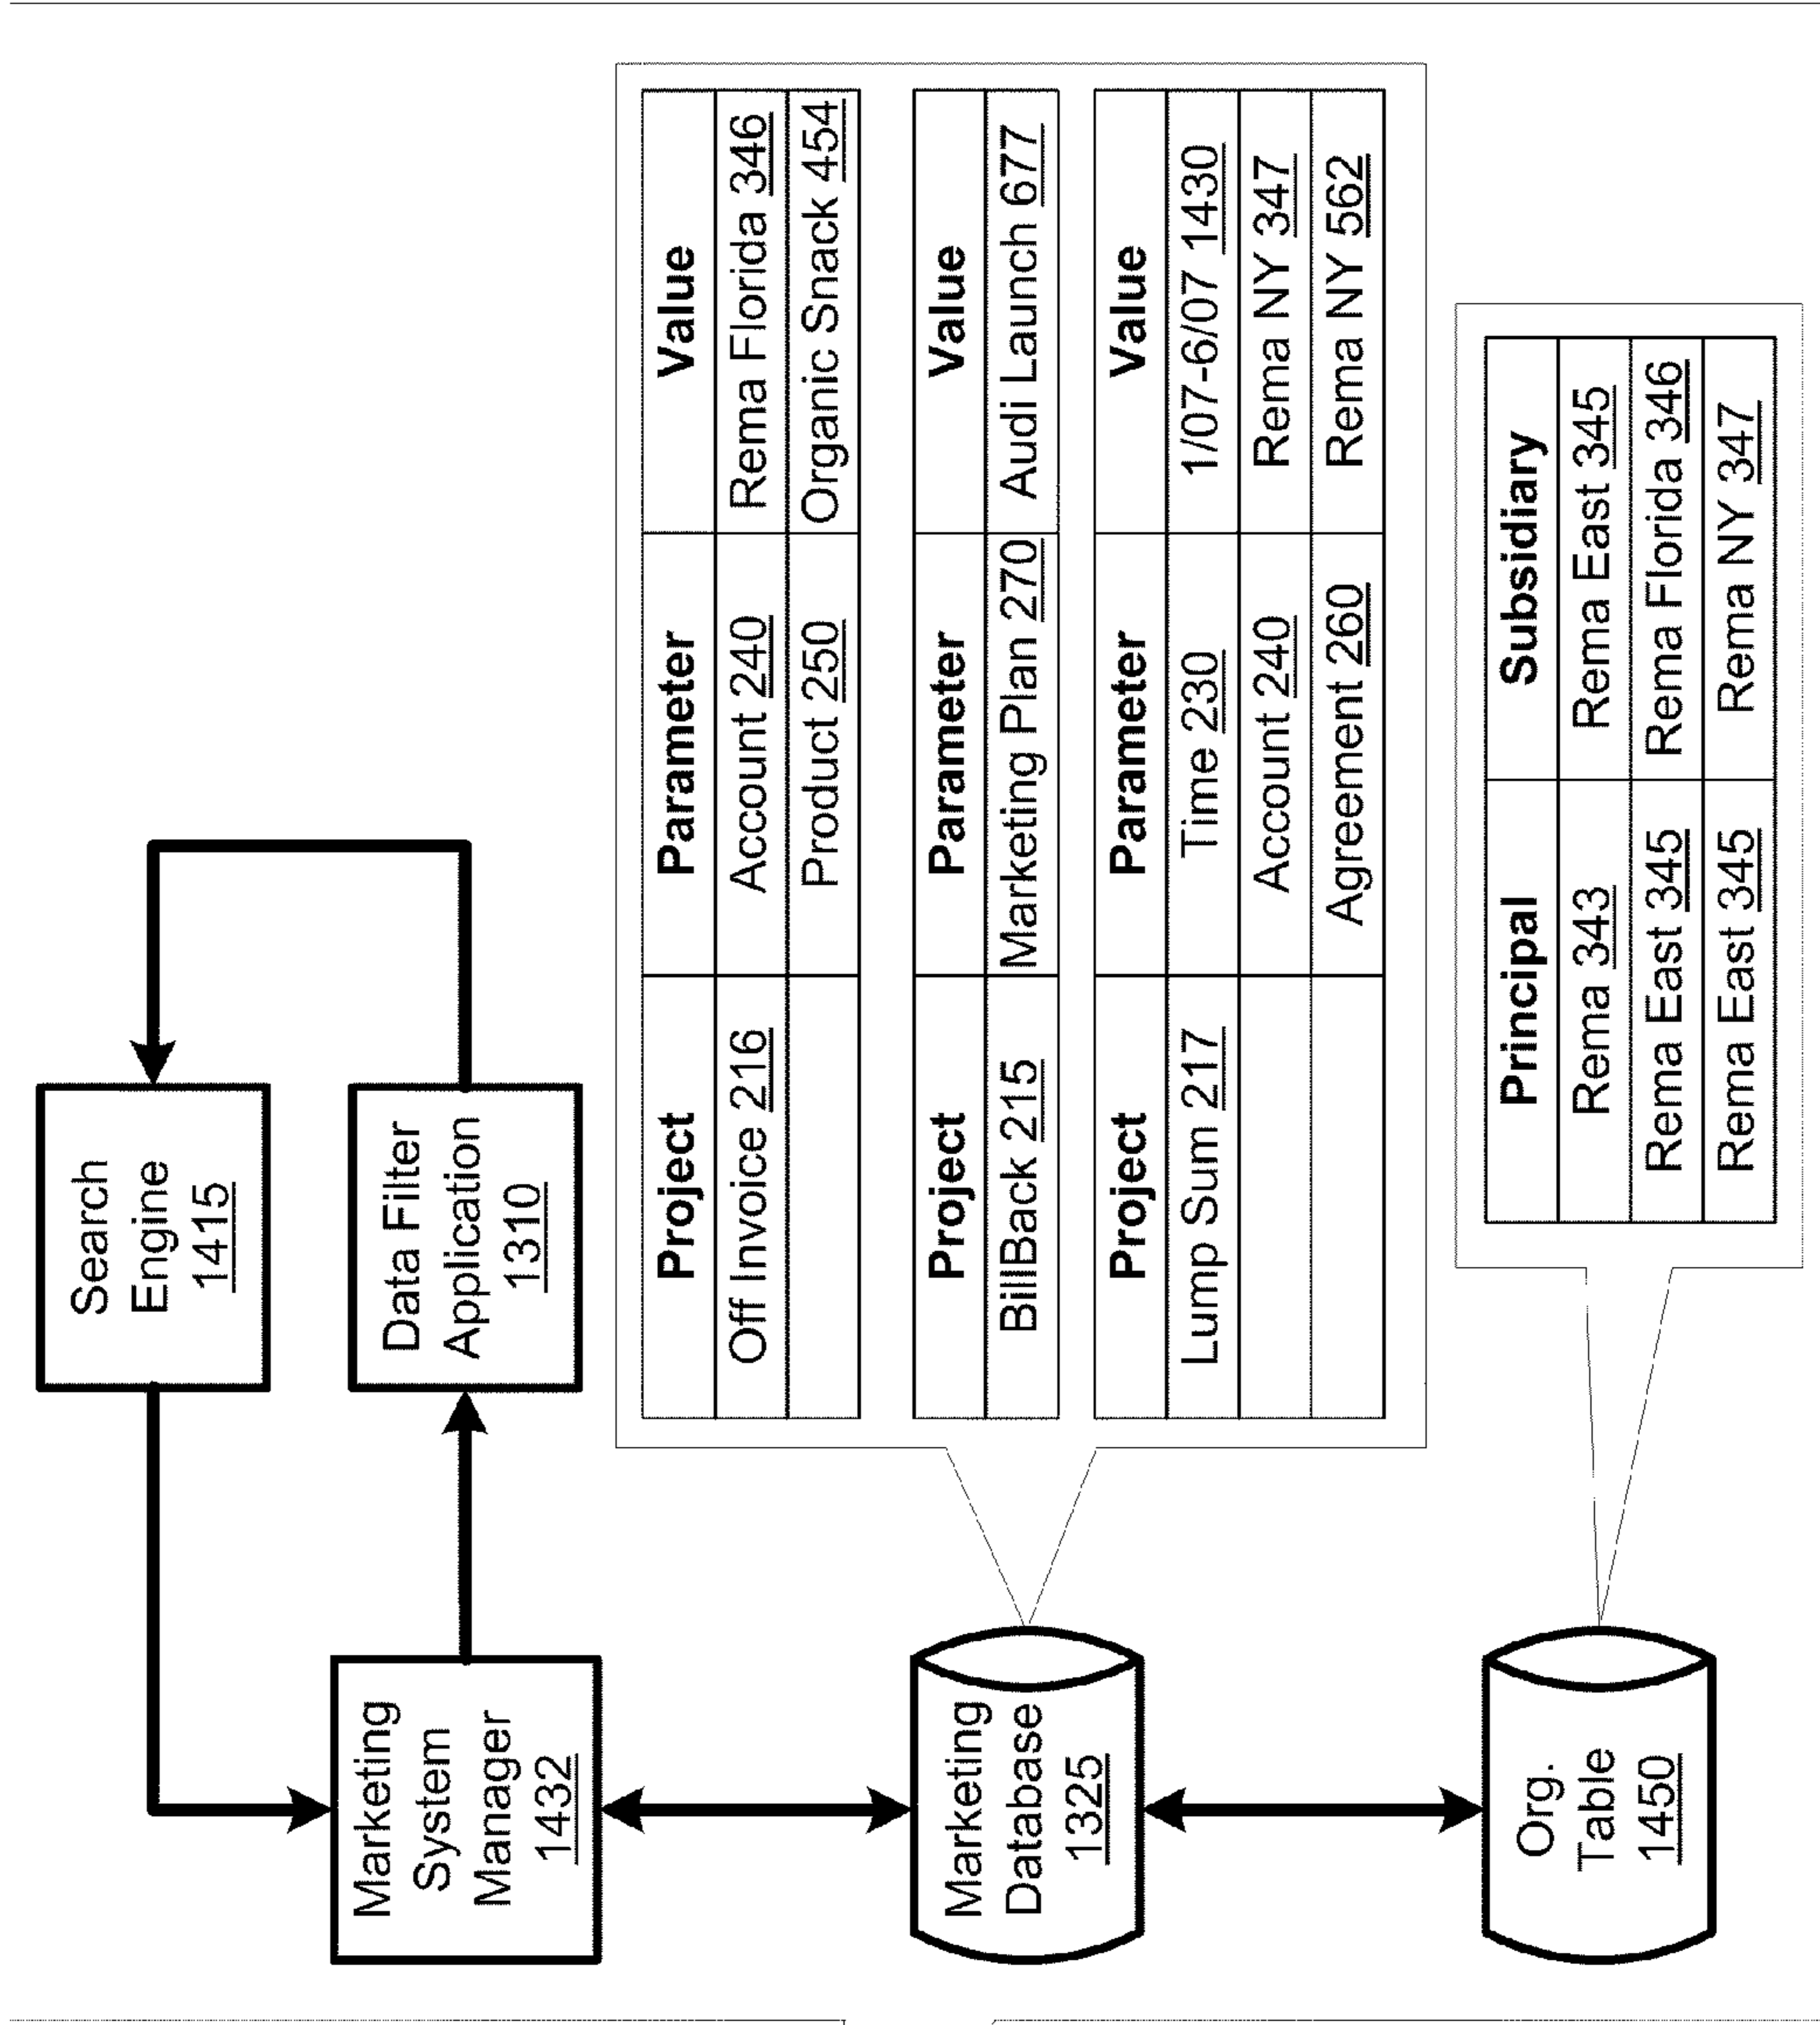 Search
Engine
1415
Data Filter
Application
1310
Marketing
System
Manager
1432
Marketing
Database
1325
Org.
Table
1450
Project Parameter Value
Off Invoice 216 Account 240 Rema Florida 346
Product 250 Organic Snack 454
Project Parameter Value
BillBack 215 Marketing Plan 270 Audi Launch 677
Project Parameter Value
Lump Sum 217 Time 230 1/07-6/07 1430
Account 240 Rema NY 347
Agreement 260 Rema NY 562
Principal Subsidiary
Rema 343 Rema East 345
Rema East 345 Rema Florida 346
Rema East 345 Rema NY 347